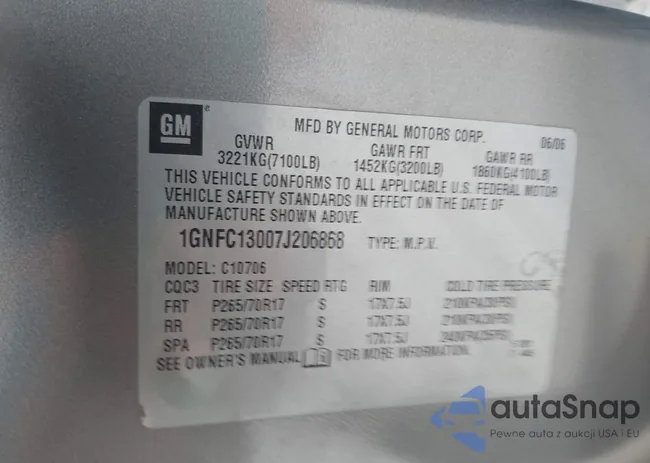 GM
MFD BY GENERAL MOTORS CORP. 06/06
GVWR GAWR FRT GAWR RR
3221KG(7100LB) 1452KG(3200LB) 1860KG(4100LB)
THIS VEHICLE CONFORMS TO ALL APPLICABLE U.S. FEDERAL MOTOR
VEHICLE SAFETY STANDARDS IN EFFECT ON THE DATE OF
MANUFACTURE SHOWN ABOVE.
1GNFC13007J206868 TYPE: M.P.V.
MODEL: C10706
CQC3 TIRE SIZE SPEED RTG RIM COLD TIRE PRESSURE
FRT P265/70R17 S 17X7.5J
RR P265/70R17 S 17X7.5J
SPA P265/70R17 S 17X7.5J
SEE OWNER'S MANUAL FOR MORE INFORMATION.
autaSnap
Pewne auta z aukcji USA i EU